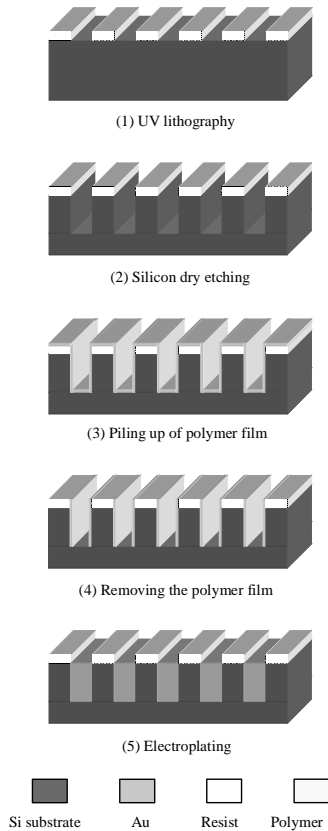 (1) UV lithography
(2) Silicon dry etching
(3) Piling up of polymer film
(4) Removing the polymer film
(5) Electroplating
Si substrate Au Resist Polymer